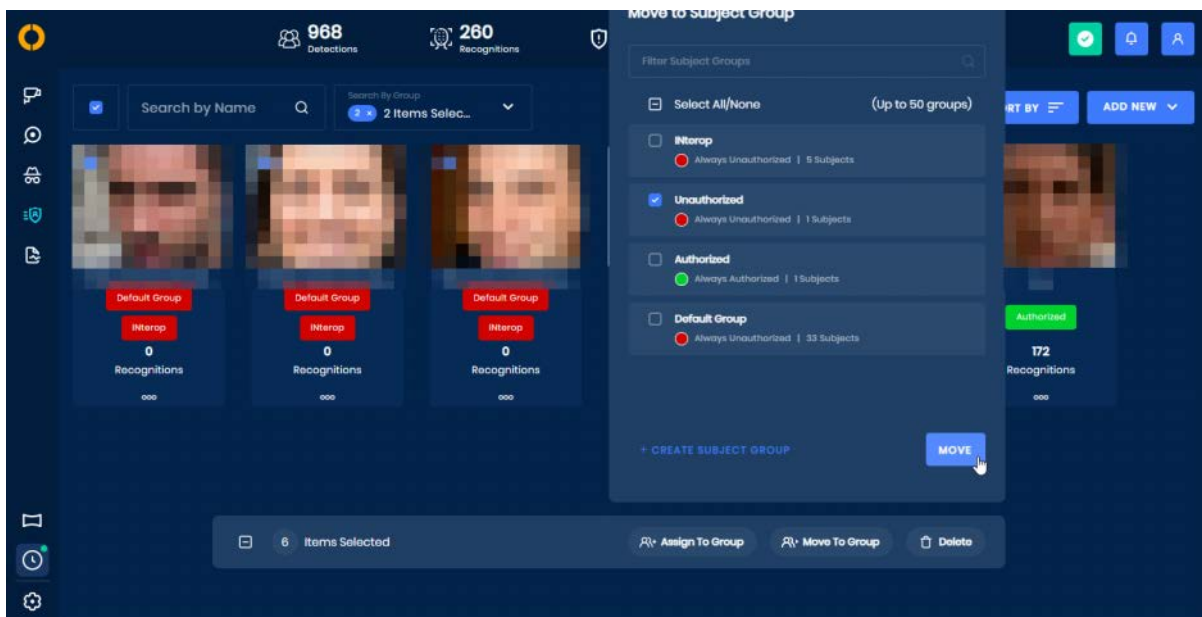 968
Detections
260
Recognitions
Move to Subject Group
Filter Subject Groups
Select All/None (Up to 50 groups)
INterop
Always Unauthorized | 5 Subjects
Unauthorized
Always Unauthorized | 1 Subjects
Authorized
Always Authorized | 1 Subjects
Default Group
Always Unauthorized | 33 Subjects
+ CREATE SUBJECT GROUP
MOVE
Search by Name
Search By Group
2 × 2 Items Selec...
RT BY
ADD NEW
Default Group
INterop
0
Recognitions
Default Group
INterop
0
Recognitions
Default Group
INterop
0
Recognitions
Authorized
172
Recognitions
6 Items Selected
Assign To Group
Move To Group
Delete